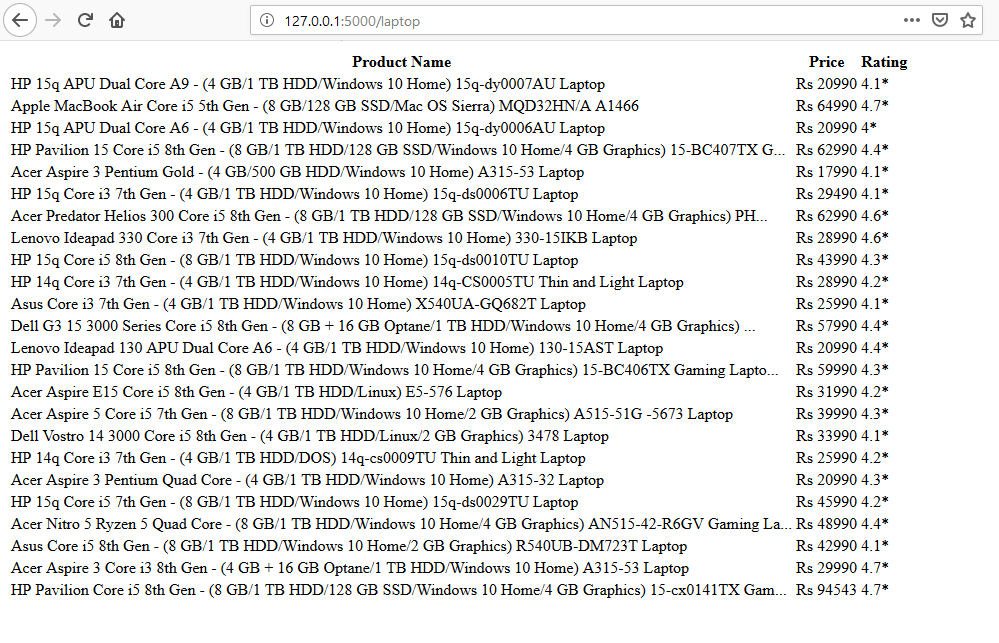 127.0.0.1:5000/laptop
Product Name Price Rating
HP 15q APU Dual Core A9 - (4 GB/1 TB HDD/Windows 10 Home) 15q-dy0007AU Laptop Rs 20990 4.1*
Apple MacBook Air Core i5 5th Gen - (8 GB/128 GB SSD/Mac OS Sierra) MQD32HN/A A1466 Rs 64990 4.7*
HP 15q APU Dual Core A6 - (4 GB/1 TB HDD/Windows 10 Home) 15q-dy0006AU Laptop Rs 20990 4*
HP Pavilion 15 Core i5 8th Gen - (8 GB/1 TB HDD/128 GB SSD/Windows 10 Home/4 GB Graphics) 15-BC407TX G... Rs 62990 4.4*
Acer Aspire 3 Pentium Gold - (4 GB/500 GB HDD/Windows 10 Home) A315-53 Laptop Rs 17990 4.1*
HP 15q Core i3 7th Gen - (4 GB/1 TB HDD/Windows 10 Home) 15q-ds0006TU Laptop Rs 29490 4.1*
Acer Predator Helios 300 Core i5 8th Gen - (8 GB/1 TB HDD/128 GB SSD/Windows 10 Home/4 GB Graphics) PH... Rs 62990 4.6*
Lenovo Ideapad 330 Core i3 7th Gen - (4 GB/1 TB HDD/Windows 10 Home) 330-15IKB Laptop Rs 28990 4.6*
HP 15q Core i5 8th Gen - (8 GB/1 TB HDD/Windows 10 Home) 15q-ds0010TU Laptop Rs 43990 4.3*
HP 14q Core i3 7th Gen - (4 GB/1 TB HDD/Windows 10 Home) 14q-CS0005TU Thin and Light Laptop Rs 28990 4.2*
Asus Core i3 7th Gen - (4 GB/1 TB HDD/Windows 10 Home) X540UA-GQ682T Laptop Rs 25990 4.1*
Dell G3 15 3000 Series Core i5 8th Gen - (8 GB + 16 GB Optane/1 TB HDD/Windows 10 Home/4 GB Graphics) ... Rs 57990 4.4*
Lenovo Ideapad 130 APU Dual Core A6 - (4 GB/1 TB HDD/Windows 10 Home) 130-15AST Laptop Rs 20990 4.4*
HP Pavilion 15 Core i5 8th Gen - (8 GB/1 TB HDD/Windows 10 Home/4 GB Graphics) 15-BC406TX Gaming Lapto... Rs 59990 4.3*
Acer Aspire E15 Core i5 8th Gen - (4 GB/1 TB HDD/Linux) E5-576 Laptop Rs 31990 4.2*
Acer Aspire 5 Core i5 7th Gen - (8 GB/1 TB HDD/Windows 10 Home/2 GB Graphics) A515-51G -5673 Laptop Rs 39990 4.3*
Dell Vostro 14 3000 Core i5 8th Gen - (4 GB/1 TB HDD/Linux/2 GB Graphics) 3478 Laptop Rs 33990 4.1*
HP 14q Core i3 7th Gen - (4 GB/1 TB HDD/DOS) 14q-cs0009TU Thin and Light Laptop Rs 25990 4.2*
Acer Aspire 3 Pentium Quad Core - (4 GB/1 TB HDD/Windows 10 Home) A315-32 Laptop Rs 20990 4.3*
HP 15q Core i5 7th Gen - (8 GB/1 TB HDD/Windows 10 Home) 15q-ds0029TU Laptop Rs 45990 4.2*
Acer Nitro 5 Ryzen 5 Quad Core - (8 GB/1 TB HDD/Windows 10 Home/4 GB Graphics) AN515-42-R6GV Gaming La... Rs 48990 4.4*
Asus Core i5 8th Gen - (8 GB/1 TB HDD/Windows 10 Home/2 GB Graphics) R540UB-DM723T Laptop Rs 42990 4.1*
Acer Aspire 3 Core i3 8th Gen - (4 GB + 16 GB Optane/1 TB HDD/Windows 10 Home) A315-53 Laptop Rs 29990 4.7*
HP Pavilion Core i5 8th Gen - (8 GB/1 TB HDD/128 GB SSD/Windows 10 Home/4 GB Graphics) 15-cx0141TX Gam... Rs 94543 4.7*